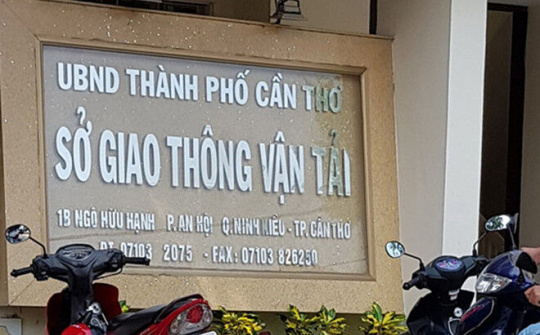 UBND THÀNH PHỐ CẦN THƠ
SỞ GIAO THÔNG VẬN TẢI
1B NGÔ HỮU HẠNH P. AN HỘI Q. NINH KIỀU - TP. CẦN THƠ
ĐT: 07103 2075 - FAX: 07103 826250